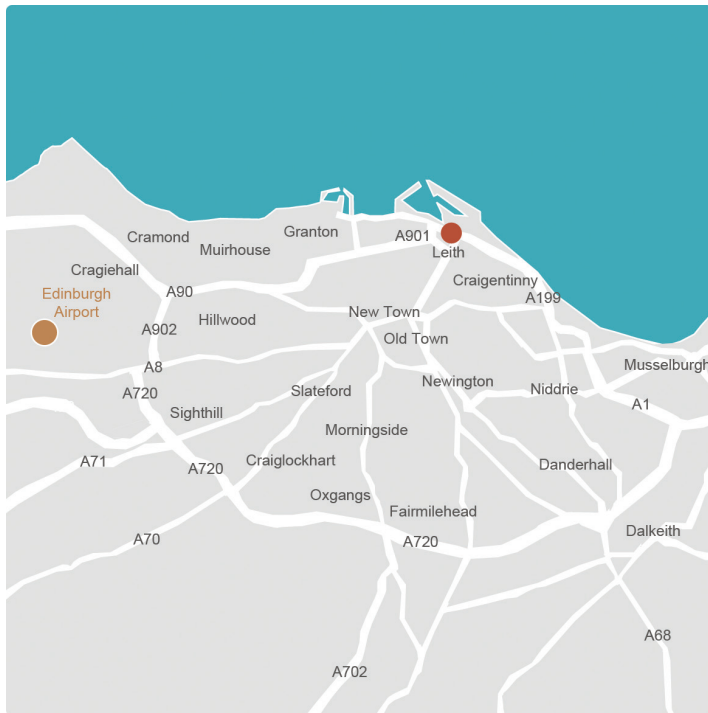 Granton
Cramond
A901
Muirhouse
Leith
Cragiehall
Craigentinny
Edinburgh
Airport
A90
A199
New Town
Hillwood
A902
Old Town
A8
Musselburgh
Newington
Slateford
Niddrie
A720
A1
Sighthill
Morningside
Craiglockhart
A71
A720
Danderhall
Oxgangs
Fairmilehead
Dalkeith
A70
A720
A68
A702